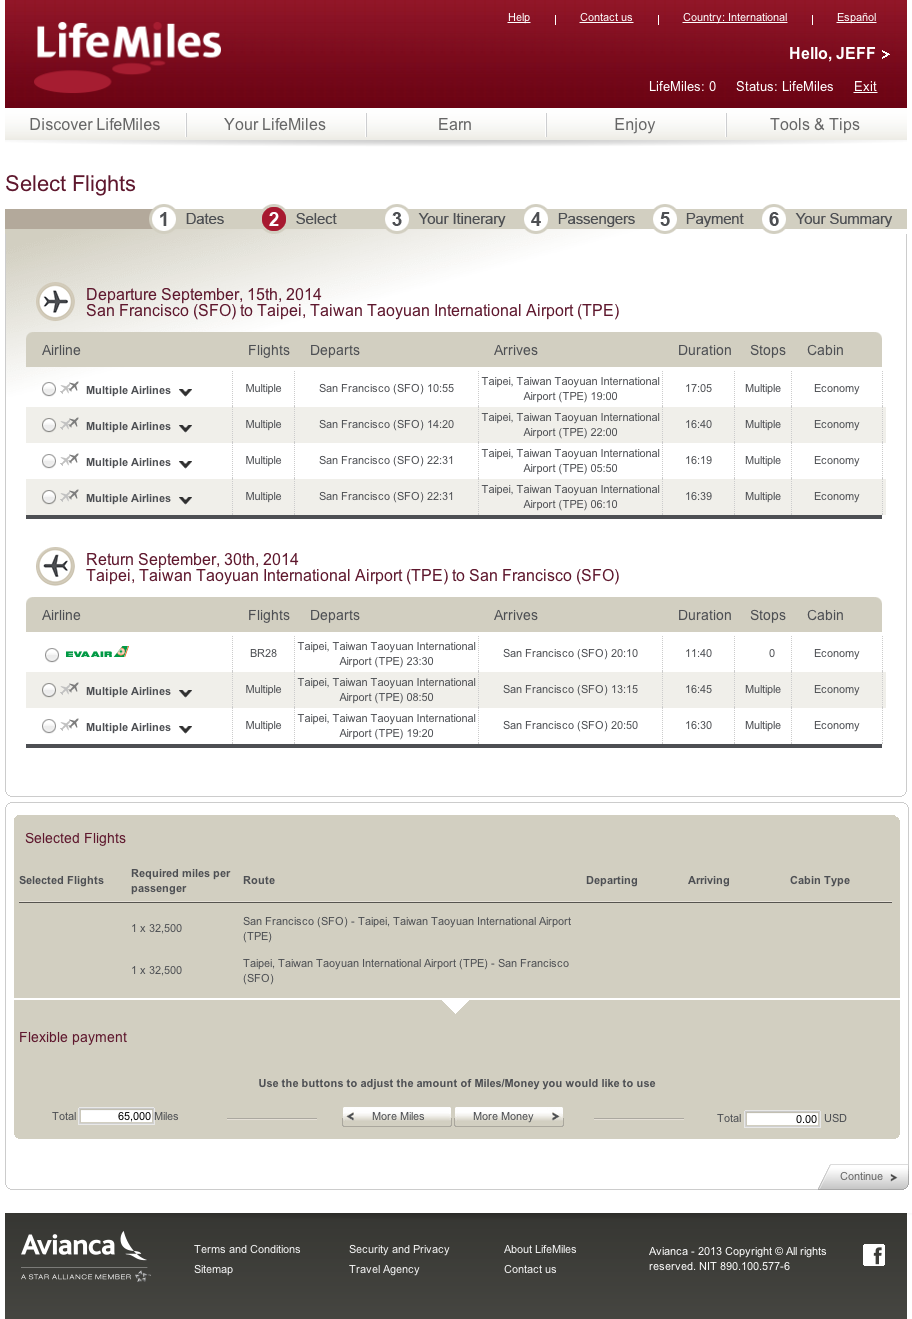 Help | Contact us | Country: International | Español
LifeMiles
Hello, JEFF >
LifeMiles: 0 Status: LifeMiles Exit
Discover LifeMiles Your LifeMiles Earn Enjoy Tools & Tips
Select Flights
1 Dates 2 Select 3 Your Itinerary 4 Passengers 5 Payment 6 Your Summary
Departure September, 15th, 2014
San Francisco (SFO) to Taipei, Taiwan Taoyuan International Airport (TPE)
Airline Flights Departs Arrives Duration Stops Cabin
Multiple Airlines Multiple San Francisco (SFO) 10:55 Taipei, Taiwan Taoyuan International
Airport (TPE) 19:00 17:05 Multiple Economy
Multiple Airlines Multiple San Francisco (SFO) 14:20 Taipei, Taiwan Taoyuan International
Airport (TPE) 22:00 16:40 Multiple Economy
Multiple Airlines Multiple San Francisco (SFO) 22:31 Taipei, Taiwan Taoyuan International
Airport (TPE) 05:50 16:19 Multiple Economy
Multiple Airlines Multiple San Francisco (SFO) 22:31 Taipei, Taiwan Taoyuan International
Airport (TPE) 06:10 16:39 Multiple Economy
Return September, 30th, 2014
Taipei, Taiwan Taoyuan International Airport (TPE) to San Francisco (SFO)
Airline Flights Departs Arrives Duration Stops Cabin
EVA AIR BR28 Taipei, Taiwan Taoyuan International
Airport (TPE) 23:30 San Francisco (SFO) 20:10 11:40 0 Economy
Multiple Airlines Multiple Taipei, Taiwan Taoyuan International
Airport (TPE) 08:50 San Francisco (SFO) 13:15 16:45 Multiple Economy
Multiple Airlines Multiple Taipei, Taiwan Taoyuan International
Airport (TPE) 19:20 San Francisco (SFO) 20:50 16:30 Multiple Economy
Selected Flights
Selected Flights Required miles per
passenger Route Departing Arriving Cabin Type
1 x 32,500 San Francisco (SFO) - Taipei, Taiwan Taoyuan International Airport
(TPE)
1 x 32,500 Taipei, Taiwan Taoyuan International Airport (TPE) - San Francisco
(SFO)
Flexible payment
Use the buttons to adjust the amount of Miles/Money you would like to use
Total 65,000 Miles < More Miles More Money > Total 0.00 USD
Continue >
Avianca
A STAR ALLIANCE MEMBER
Terms and Conditions Security and Privacy About LifeMiles
Sitemap Travel Agency Contact us
Avianca - 2013 Copyright © All rights
reserved. NIT 890.100.577-6
f